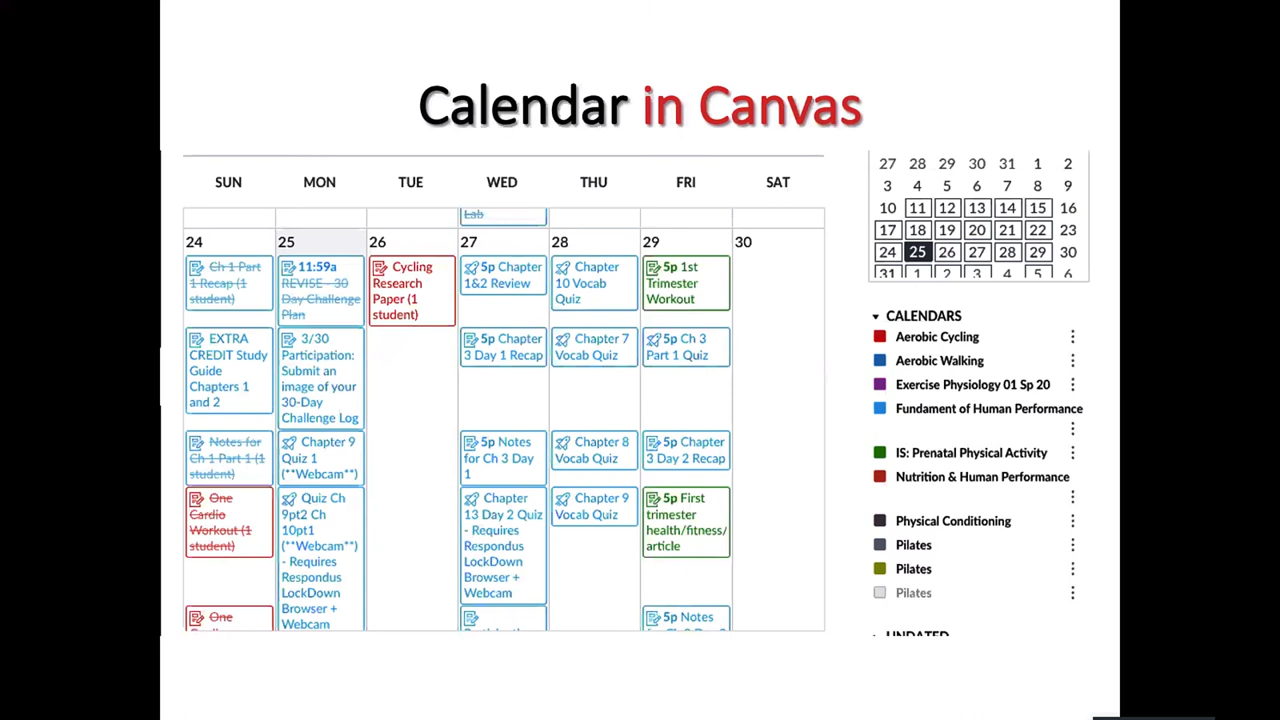 Calendar in Canvas
SUN MON TUE WED THU FRI SAT
Lab
24 25 26 27 28 29 30
Ch 1 Part
1 Recap (1
student)
EXTRA
CREDIT Study
Guide
Chapters 1
and 2
Notes for
Ch 1 Part 1 (1
student)
One
Cardio
Workout (1
student)
One
11:59a
REVISE - 30
Day Challenge
Plan
3/30
Participation:
Submit an
image of your
30-Day
Challenge Log
Chapter 9
Quiz 1
(**Webcam**)
Quiz Ch
9pt2 Ch
10pt1
(**Webcam**)
- Requires
Respondus
LockDown
Browser +
Webcam
Cycling
Research
Paper (1
student)
5p Chapter
1&2 Review
5p Chapter
3 Day 1 Recap
5p Notes
for Ch 3 Day
1
Chapter
13 Day 2 Quiz
- Requires
Respondus
LockDown
Browser +
Webcam
Chapter
10 Vocab
Quiz
Chapter 7
Vocab Quiz
Chapter 8
Vocab Quiz
Chapter 9
Vocab Quiz
5p 1st
Trimester
Workout
5p Ch 3
Part 1 Quiz
5p Chapter
3 Day 2 Recap
5p First
trimester
health/fitness/
article
5p Notes
27 28 29 30 31 1 2
3 4 5 6 7 8 9
10 11 12 13 14 15 16
17 18 19 20 21 22 23
24 25 26 27 28 29 30
31 1 2 3 4 5 6
CALENDARS
Aerobic Cycling
Aerobic Walking
Exercise Physiology 01 Sp 20
Fundament of Human Performance
IS: Prenatal Physical Activity
Nutrition & Human Performance
Physical Conditioning
Pilates
Pilates
Pilates
UNDATED